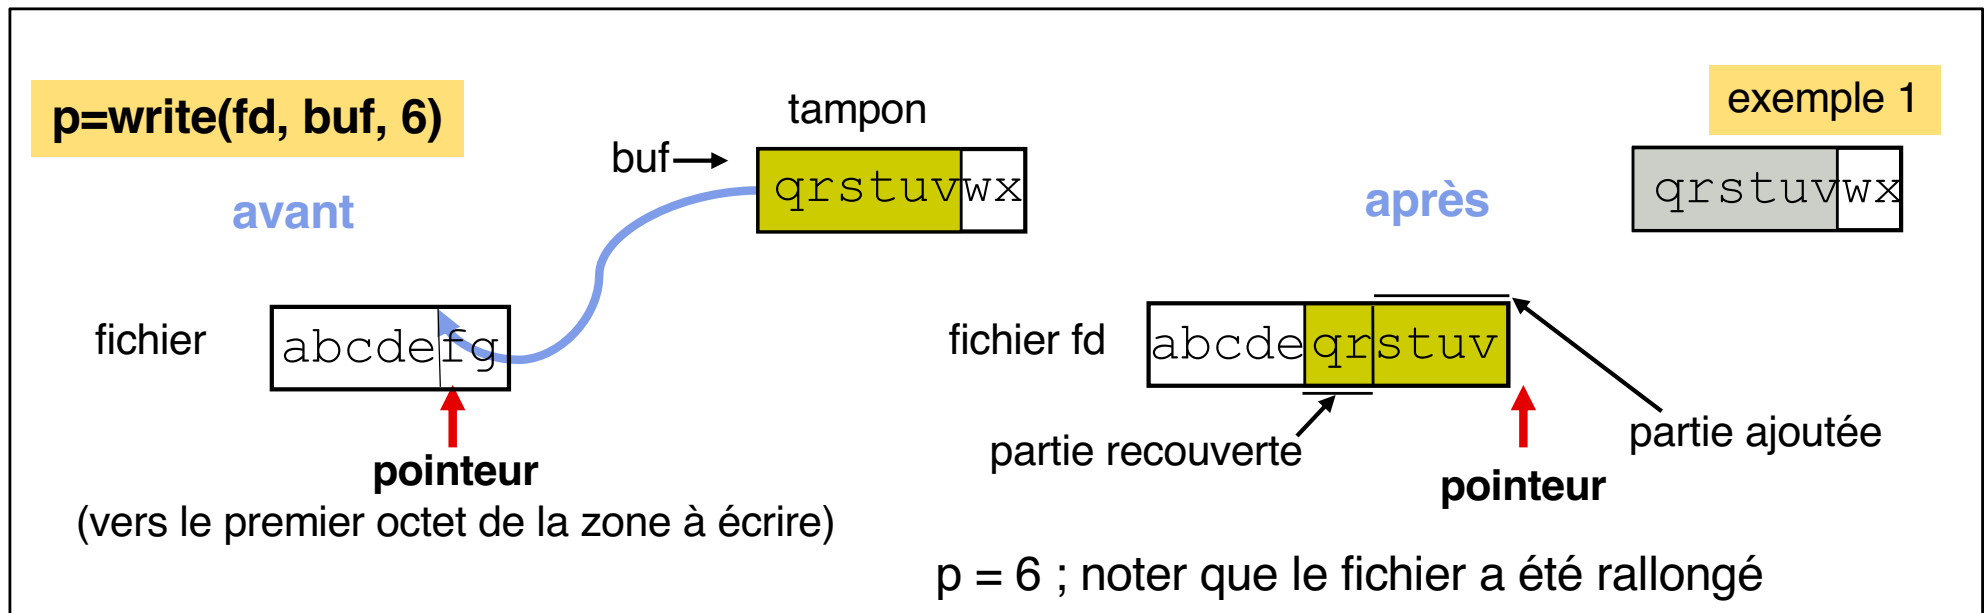 p=write(fd, buf, 6)
tampon
exemple 1
buf
qrstuvwx
qrstuvwx
avant
après
fichier
abcdefg
fichier fd
abcdeqrstuv
pointeur
(vers le premier octet de la zone à écrire)
partie recouverte
partie ajoutée
pointeur
p = 6 ; noter que le fichier a été rallongé